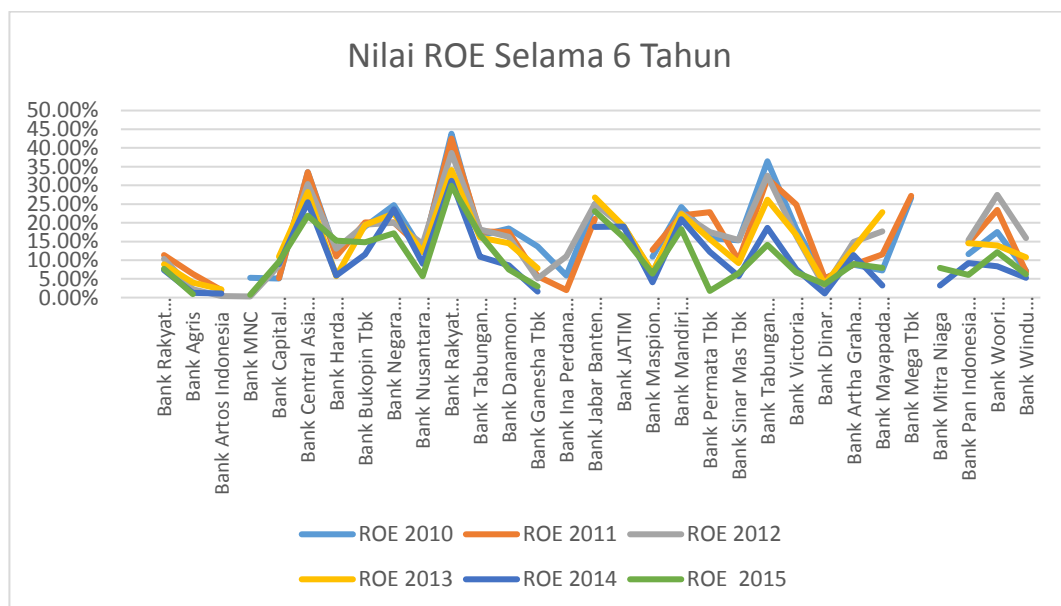 Nilai ROE Selama 6 Tahun
50.00%
45.00%
40.00%
35.00%
30.00%
25.00%
20.00%
15.00%
10.00%
5.00%
0.00%
Bank Rakyat…
Bank Agris
Bank Artos Indonesia
Bank MNC
Bank Capital…
Bank Central Asia…
Bank Harda…
Bank Bukopin Tbk
Bank Negara…
Bank Nusantara…
Bank Rakyat…
Bank Tabungan…
Bank Danamon…
Bank Ganesha Tbk
Bank Ina Perdana…
Bank Jabar Banten…
Bank JATIM
Bank Maspion…
Bank Mandiri…
Bank Permata Tbk
Bank Sinar Mas Tbk
Bank Tabungan…
Bank Victoria…
Bank Dinar…
Bank Artha Graha…
Bank Mayapada…
Bank Mega Tbk
Bank Mitra Niaga
Bank Pan Indonesia…
Bank Woori…
Bank Windu…
ROE 2010
ROE 2011
ROE 2012
ROE 2013
ROE 2014
ROE  2015